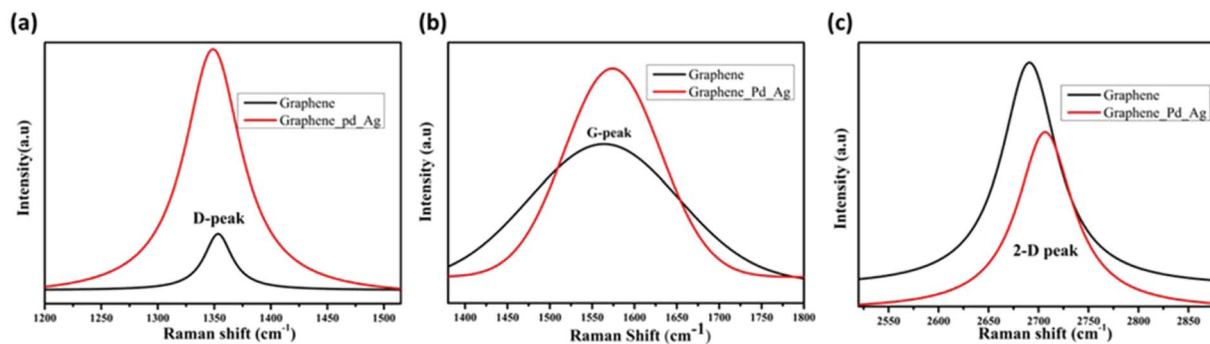 (a)
Intensity(a.u)
Graphene
Graphene_pd_Ag
D-peak
1200 1250 1300 1350 1400 1450 1500
Raman shift (cm-1)
(b)
Intensity (a.u)
Graphene
Graphene_Pd_Ag
G-peak
1400 1450 1500 1550 1600 1650 1700 1750 1800
Raman Shift (cm-1)
(c)
Intensity (a.u)
Graphene
Graphene_Pd_Ag
2-D peak
2550 2600 2650 2700 2750 2800 2850
Raman shift (cm-1)